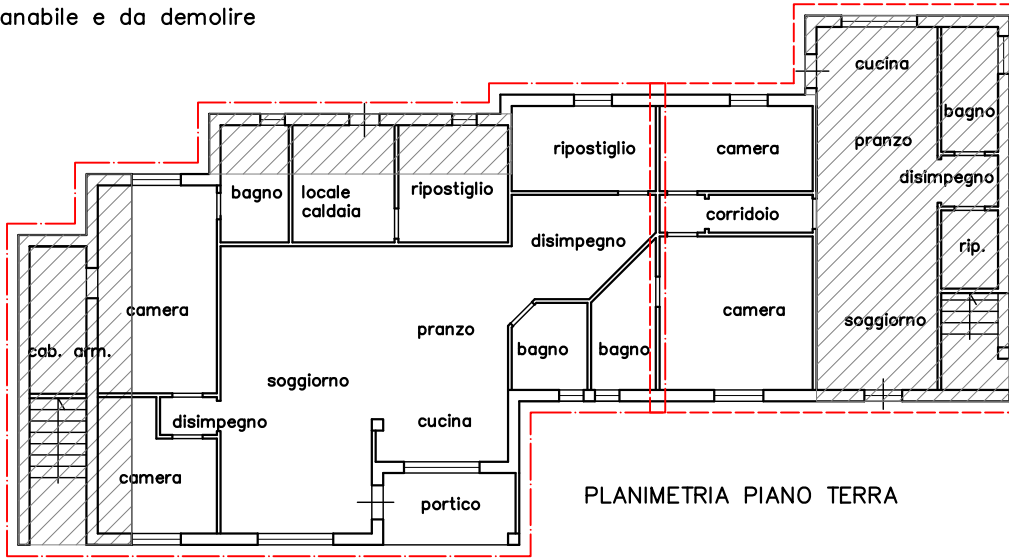 anabile e da demolire
cucina
bagno
pranzo
ripostiglio
camera
disimpegno
bagno
locale
caldaia
ripostiglio
corridoio
disimpegno
rip.
camera
camera
soggiorno
pranzo
cab. arm.
bagno
bagno
soggiorno
disimpegno
cucina
camera
portico
PLANIMETRIA PIANO TERRA